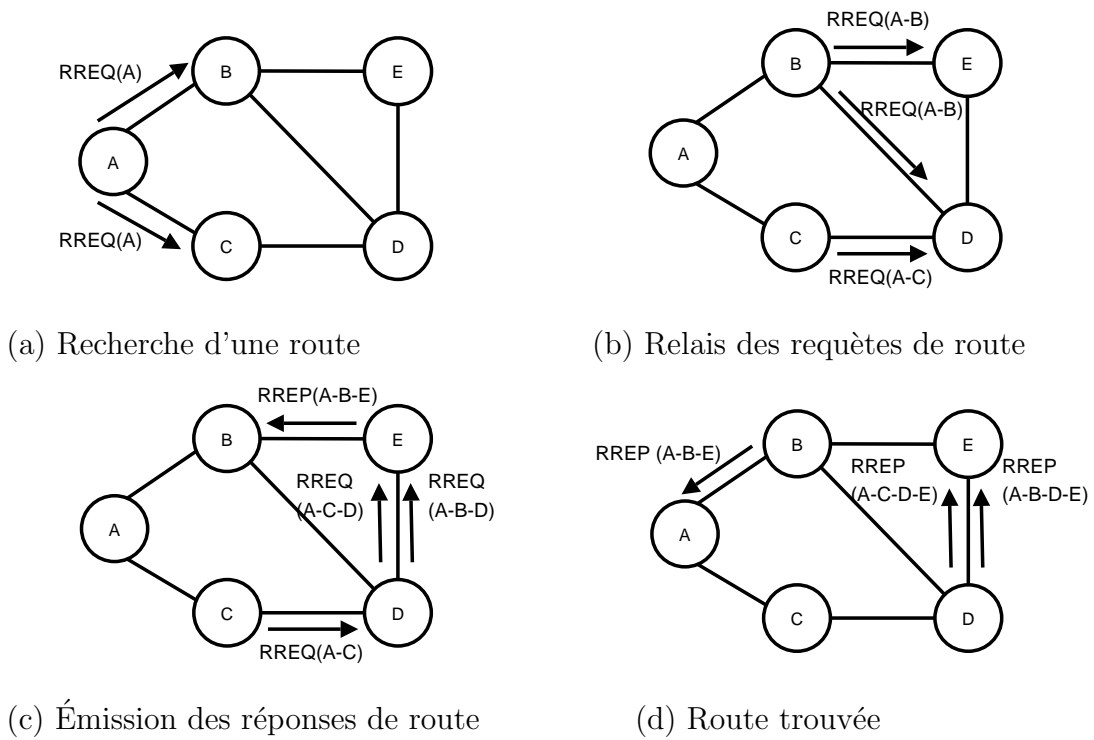 RREQ(A)
B
E
A
RREQ(A)
C
D
(a) Recherche d'une route
RREQ(A-B)
B
E
RREQ(A-B)
A
C
D
RREQ(A-C)
(b) Relais des requètes de route
RREP(A-B-E)
B
E
RREQ
(A-C-D)
RREQ
(A-B-D)
A
C
D
RREQ(A-C)
(c) Émission des réponses de route
RREP (A-B-E)
B
E
RREP
(A-C-D-E)
RREP
(A-B-D-E)
A
C
D
(d) Route trouvée